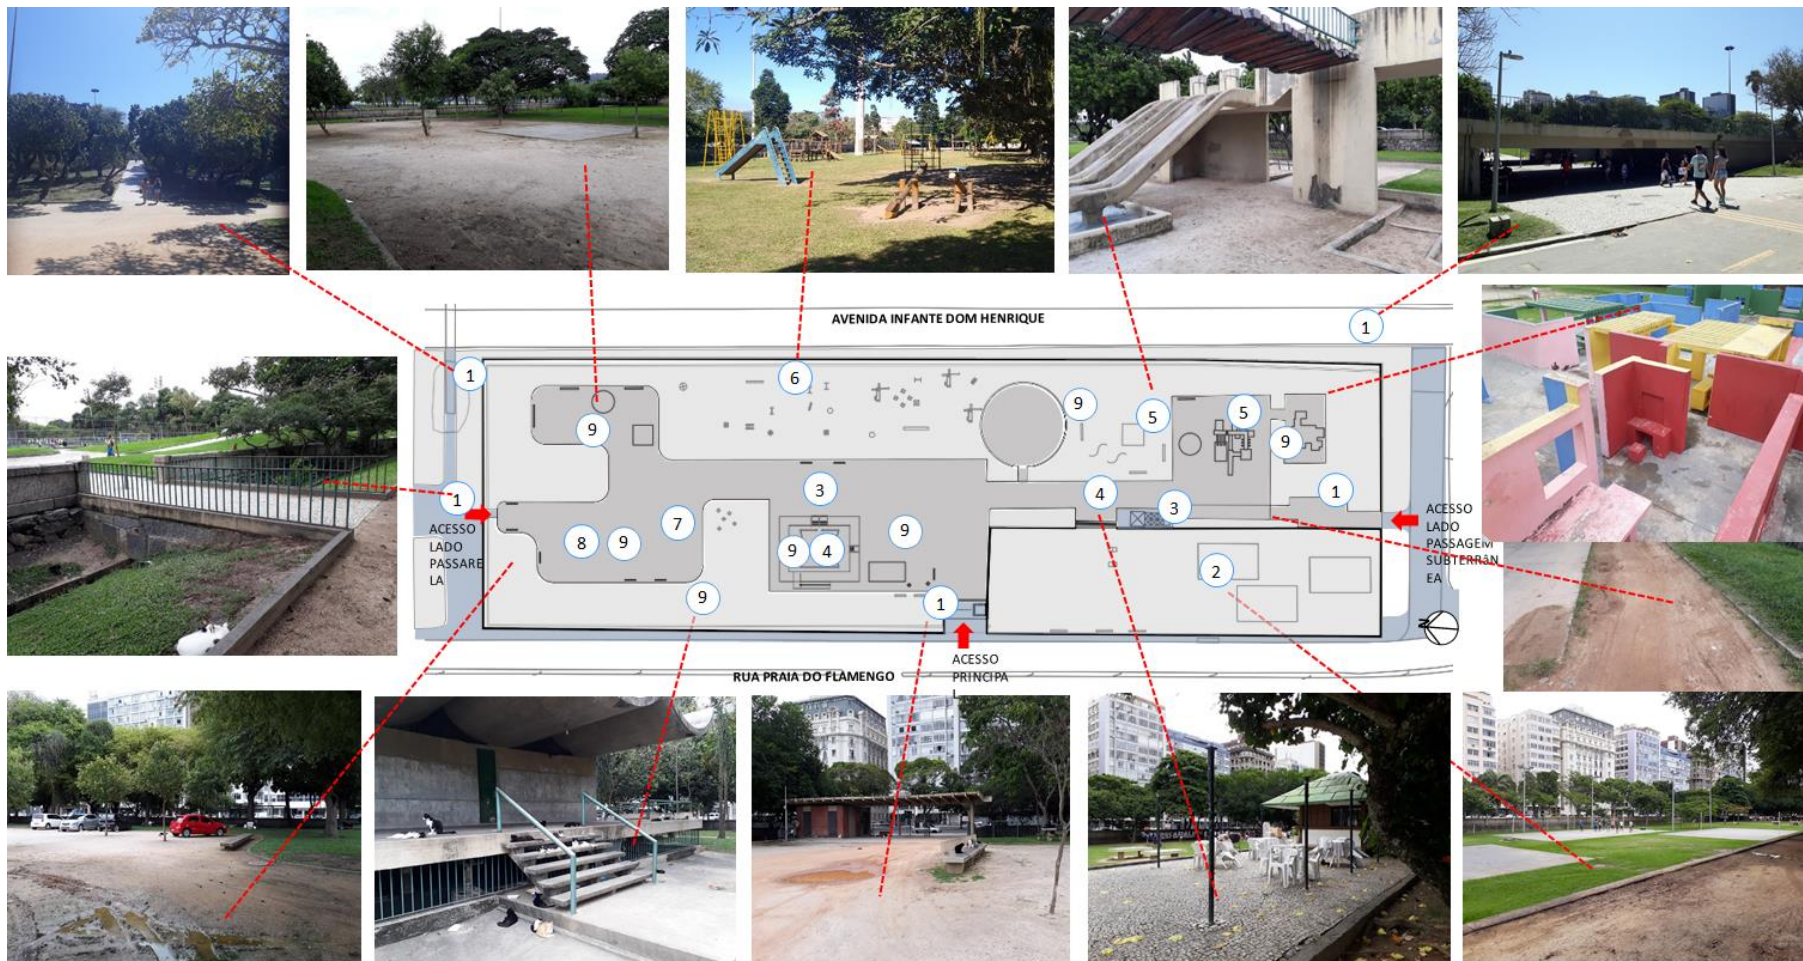 AVENIDA INFANTE DOM HENRIQUE
1
1
6
9
5
5
9
9
1
ACESSO
LADO
PASSARE
LA
3
4
3
1
ACESSO
LADO
PASSAGEM
SUBTERRÂN
EA
7
8
9
9
4
9
2
9
1
N
ACESSO
PRINCIPA
L
RUA PRAIA DO FLAMENGO